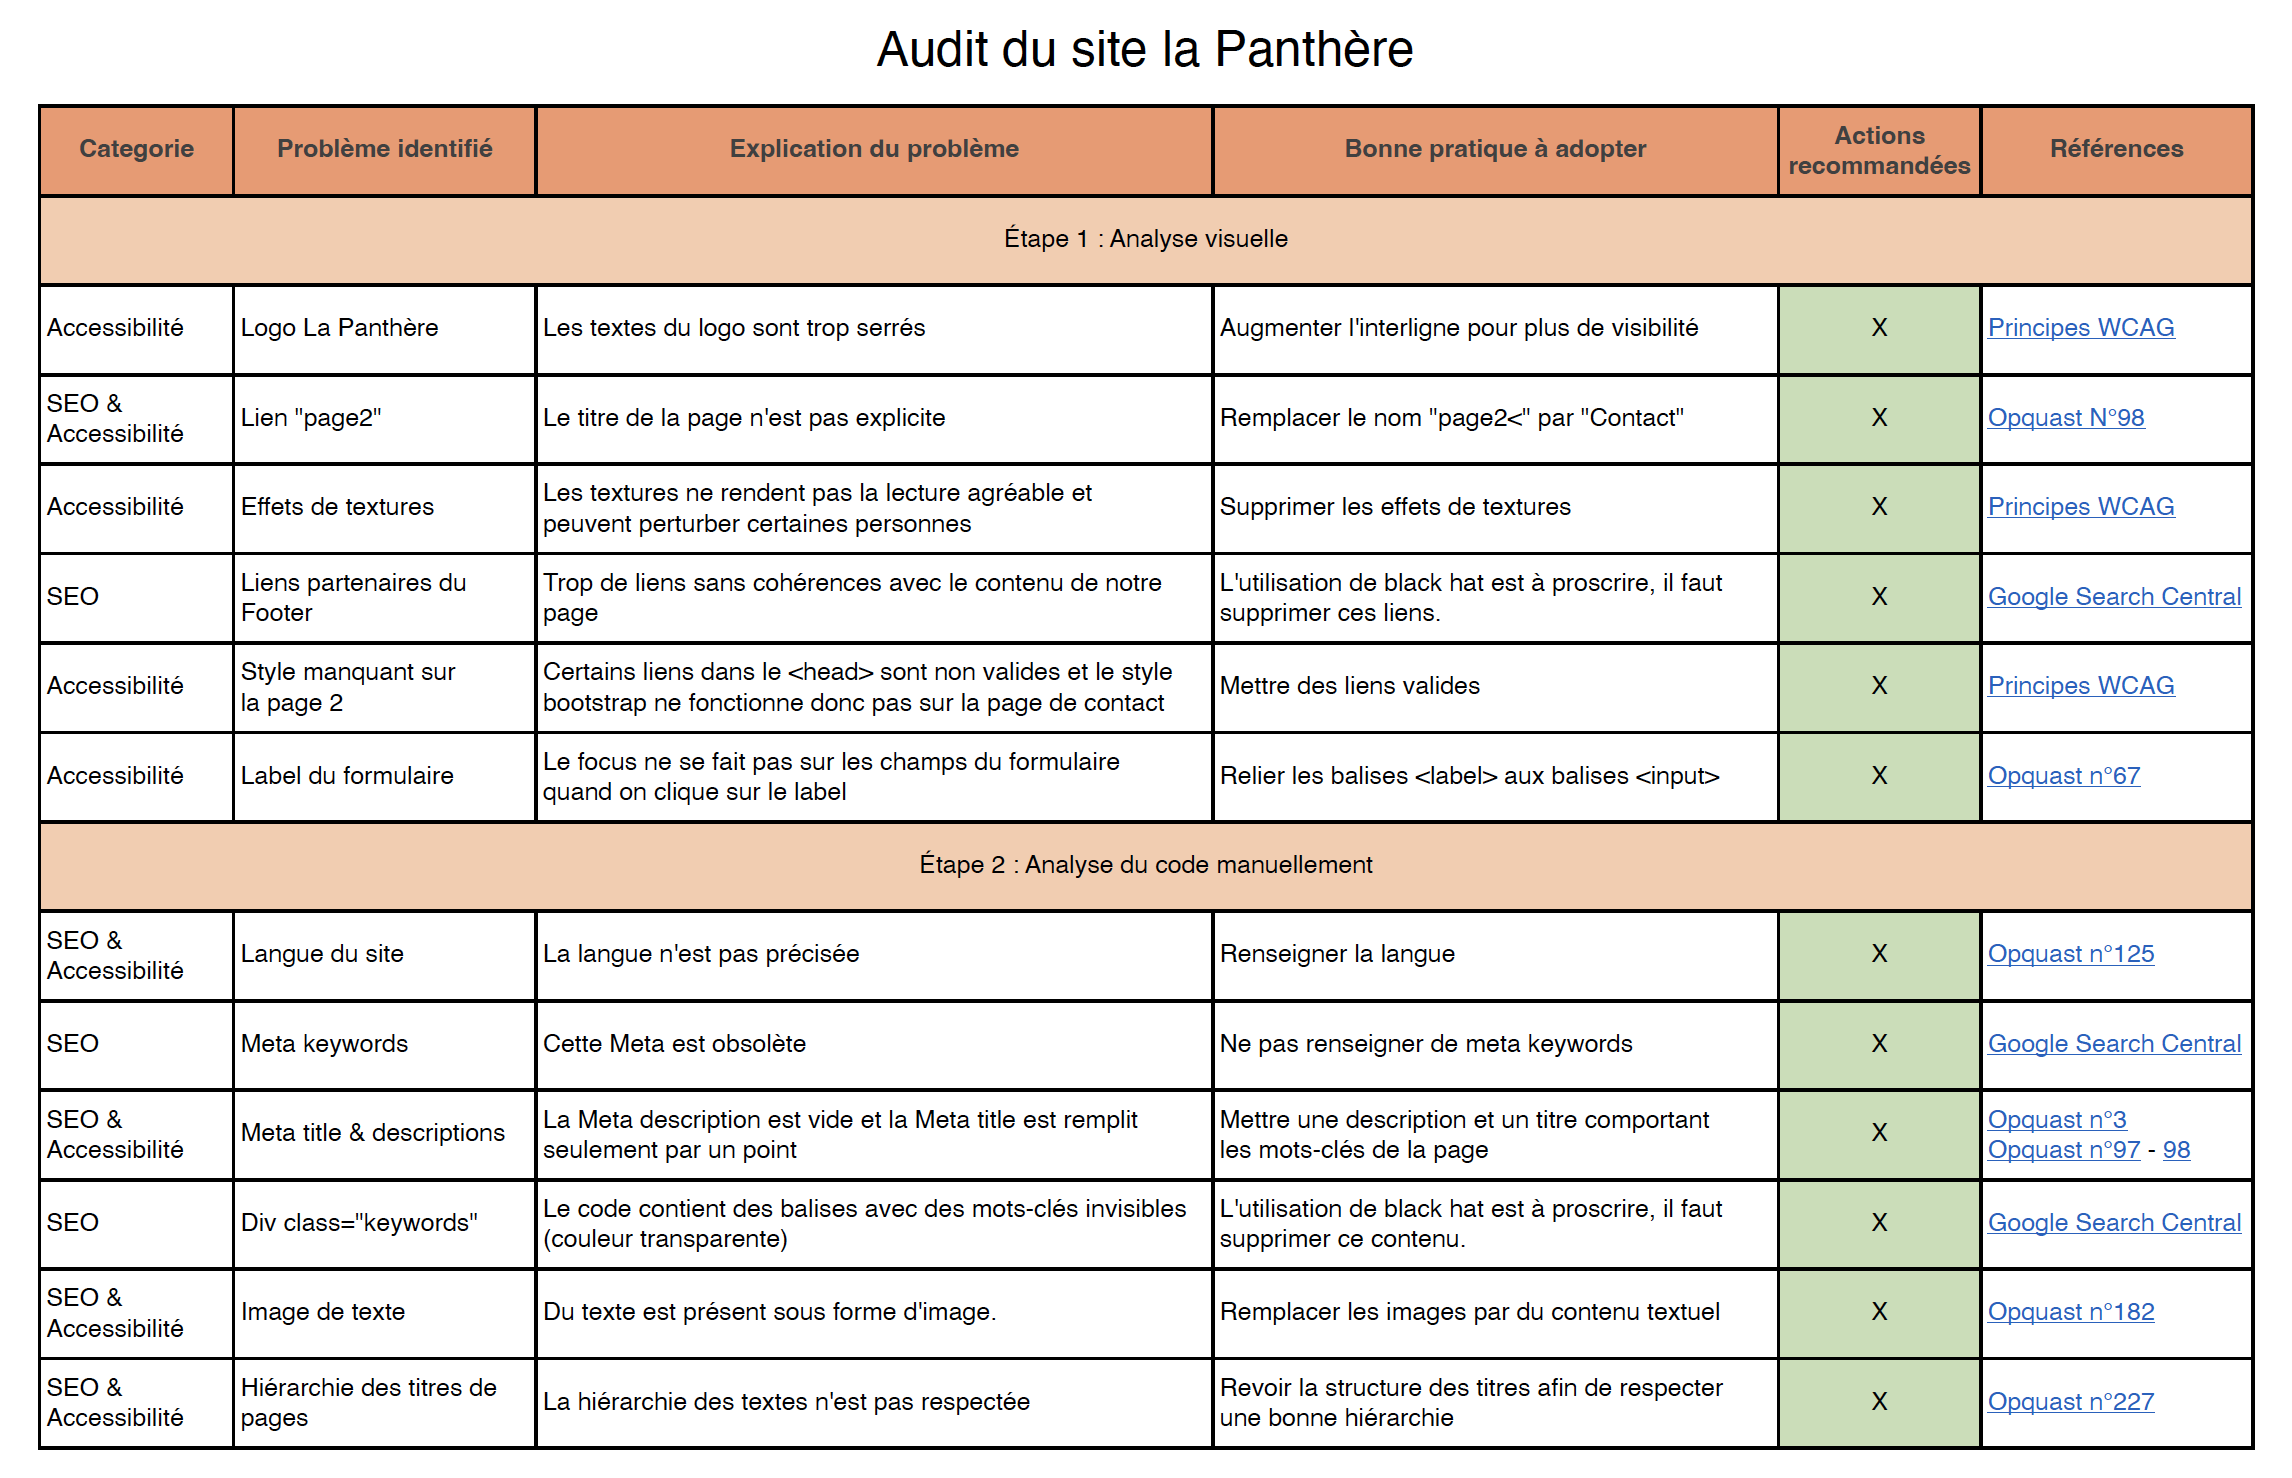 Audit du site la Panthère
Categorie
Problème identifié
Explication du problème
Bonne pratique à adopter
Actions
recommandées
Références
Étape 1 : Analyse visuelle
Accessibilité
Logo La Panthère
Les textes du logo sont trop serrés
Augmenter l'interligne pour plus de visibilité
X
Principes WCAG
SEO &
Accessibilité
Lien "page2"
Le titre de la page n'est pas explicite
Remplacer le nom "page2<" par "Contact"
X
Opquast N°98
Accessibilité
Effets de textures
Les textures ne rendent pas la lecture agréable et
peuvent perturber certaines personnes
Supprimer les effets de textures
X
Principes WCAG
SEO
Liens partenaires du
Footer
Trop de liens sans cohérences avec le contenu de notre
page
L'utilisation de black hat est à proscrire, il faut
supprimer ces liens.
X
Google Search Central
Accessibilité
Style manquant sur
la page 2
Certains liens dans le <head> sont non valides et le style
bootstrap ne fonctionne donc pas sur la page de contact
Mettre des liens valides
X
Principes WCAG
Accessibilité
Label du formulaire
Le focus ne se fait pas sur les champs du formulaire
quand on clique sur le label
Relier les balises <label> aux balises <input>
X
Opquast n°67
Étape 2 : Analyse du code manuellement
SEO &
Accessibilité
Langue du site
La langue n'est pas précisée
Renseigner la langue
X
Opquast n°125
SEO
Meta keywords
Cette Meta est obsolète
Ne pas renseigner de meta keywords
X
Google Search Central
SEO &
Accessibilité
Meta title & descriptions
La Meta description est vide et la Meta title est remplit
seulement par un point
Mettre une description et un titre comportant
les mots-clés de la page
X
Opquast n°3
Opquast n°97 - 98
SEO
Div class="keywords"
Le code contient des balises avec des mots-clés invisibles
(couleur transparente)
L'utilisation de black hat est à proscrire, il faut
supprimer ce contenu.
X
Google Search Central
SEO &
Accessibilité
Image de texte
Du texte est présent sous forme d'image.
Remplacer les images par du contenu textuel
X
Opquast n°182
SEO &
Accessibilité
Hiérarchie des titres de
pages
La hiérarchie des textes n'est pas respectée
Revoir la structure des titres afin de respecter
une bonne hiérarchie
X
Opquast n°227